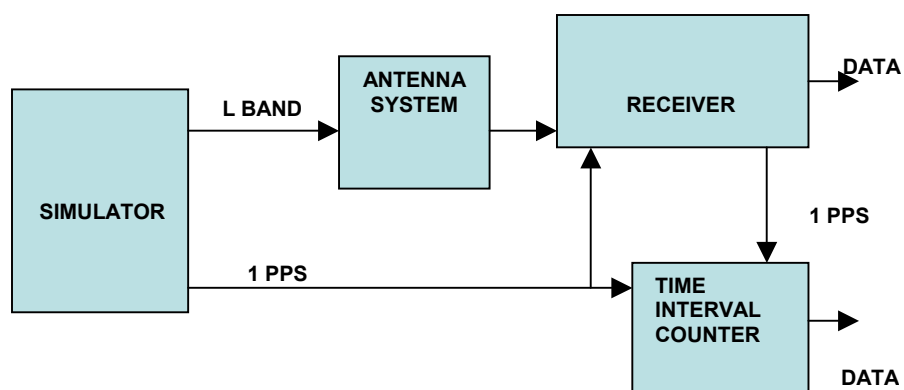 ANTENNA
SYSTEM
DATA
L BAND
RECEIVER
SIMULATOR
1 PPS
1 PPS
TIME
INTERVAL
COUNTER
DATA